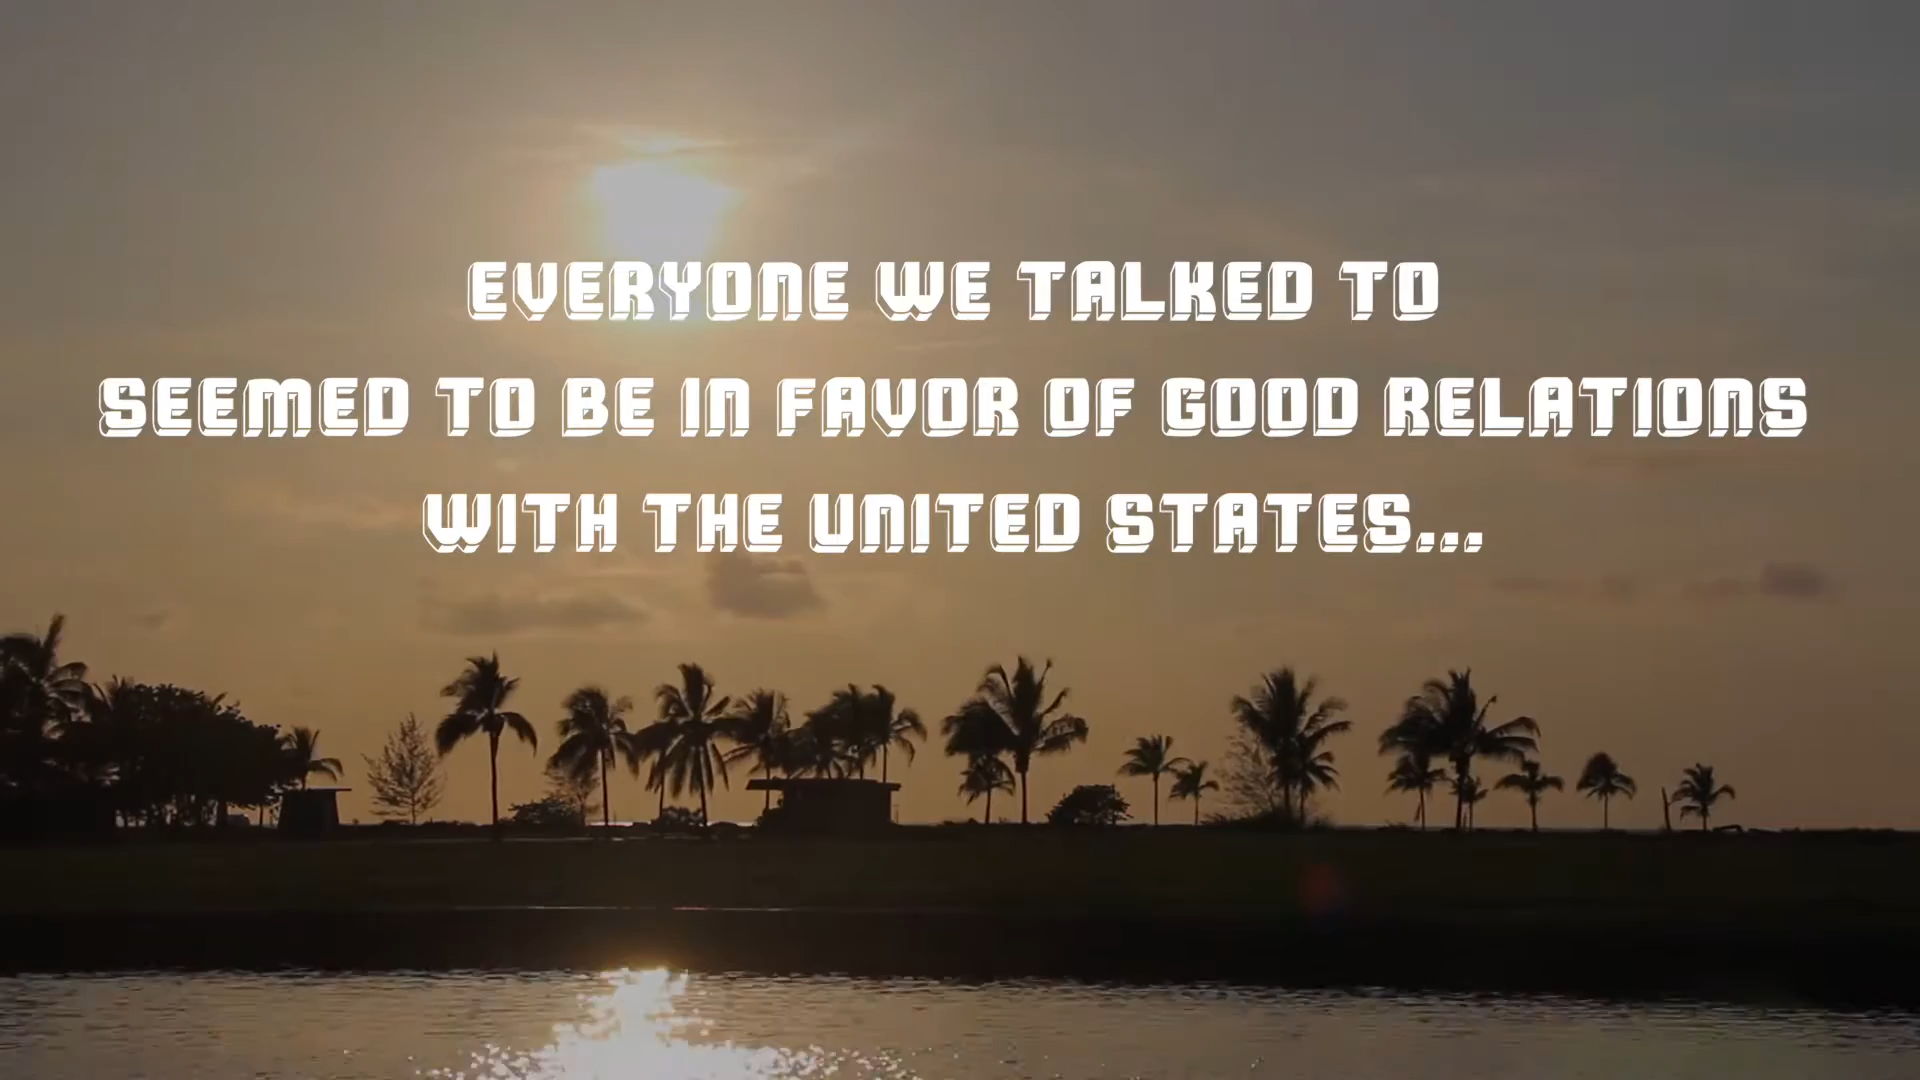 EVERYONE WE TALKED TO
SEEMED TO BE IN FAVOR OF GOOD RELATIONS
WITH THE UNITED STATES...